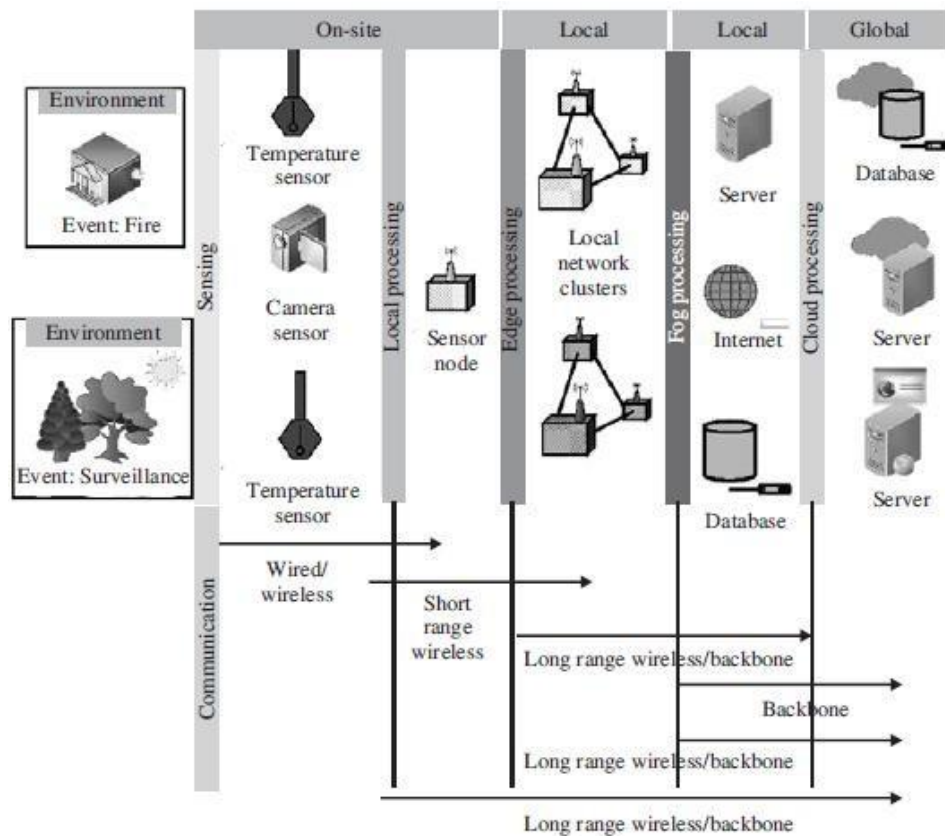 On-site
Local
Local
Global
Environment
Event: Fire
Environment
Event: Surveillance
Sensing
Communication
Temperature
sensor
Camera
sensor
Temperature
sensor
Local processing
Sensor
node
Edge processing
Local
network
clusters
Fog processing
Server
Internet
Database
Cloud processing
Database
Server
Server
Wired/
wireless
Short
range
wireless
Long range wireless/backbone
Backbone
Long range wireless/backbone
Long range wireless/backbone